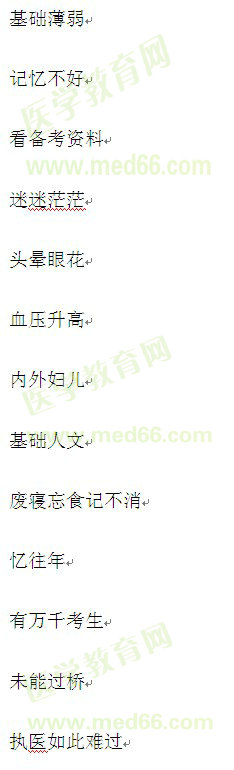 基础薄弱
记忆不好
医学教育网
看备考资料
www.med66.com
迷迷茫茫
头晕眼花
血压升高
医学教育网
内外妇儿
www.med66.com
基础人文
废寝忘食记不消
忆往年
有万千考生
医学教育网
未能过桥
www.med66.com
执医如此难过